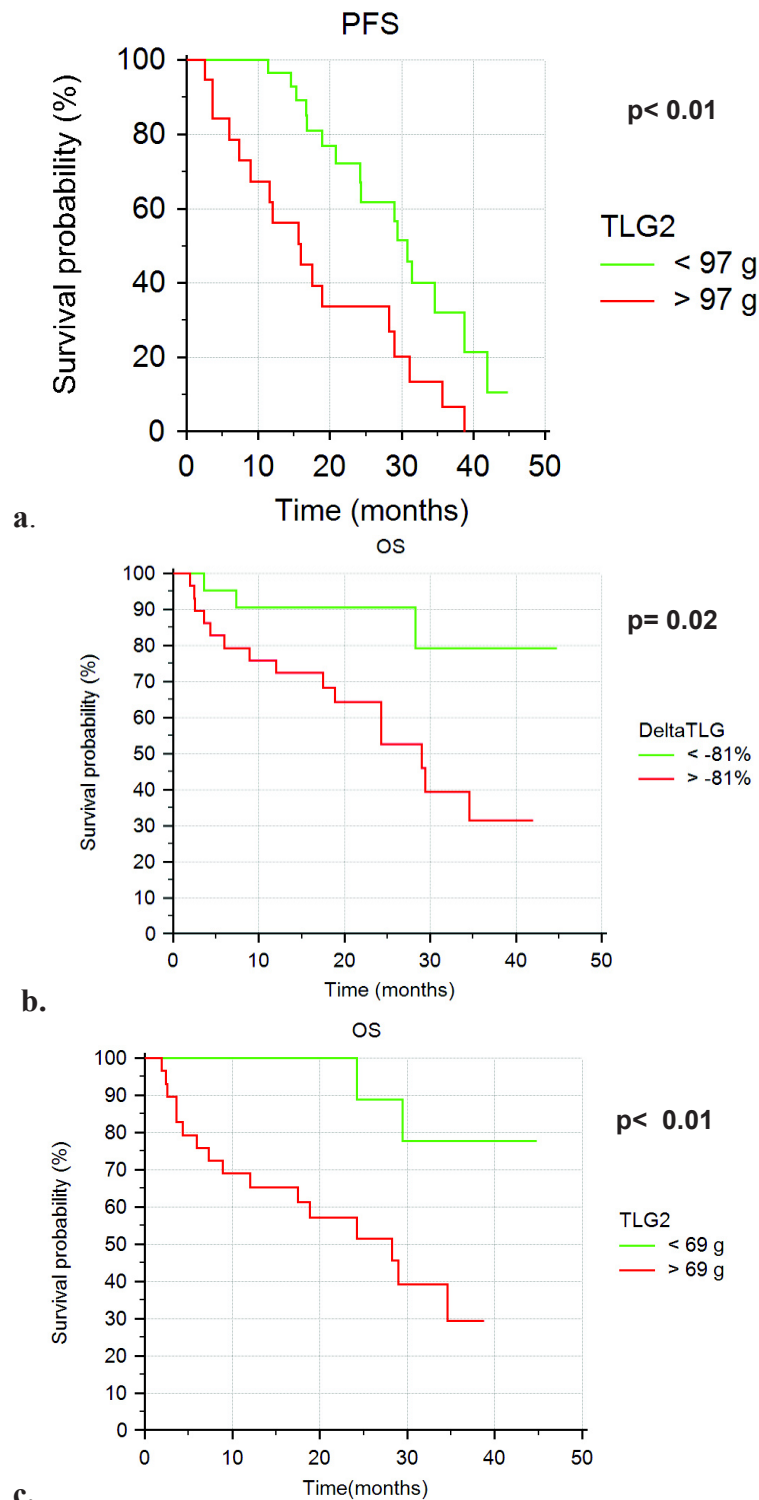 PFS
Survival probability (%)
100
80
60
40
20
0
0 10 20 30 40 50
Time (months)
p< 0.01
TLG2
< 97 g
> 97 g
a.
OS
Survival probability (%)
100
90
80
70
60
50
40
30
20
10
0
0 10 20 30 40 50
Time (months)
p= 0.02
DeltaTLG
< -81%
> -81%
b.
OS
Survival probability (%)
100
90
80
70
60
50
40
30
20
10
0
0 10 20 30 40 50
Time(months)
p< 0.01
TLG2
< 69 g
> 69 g
c.